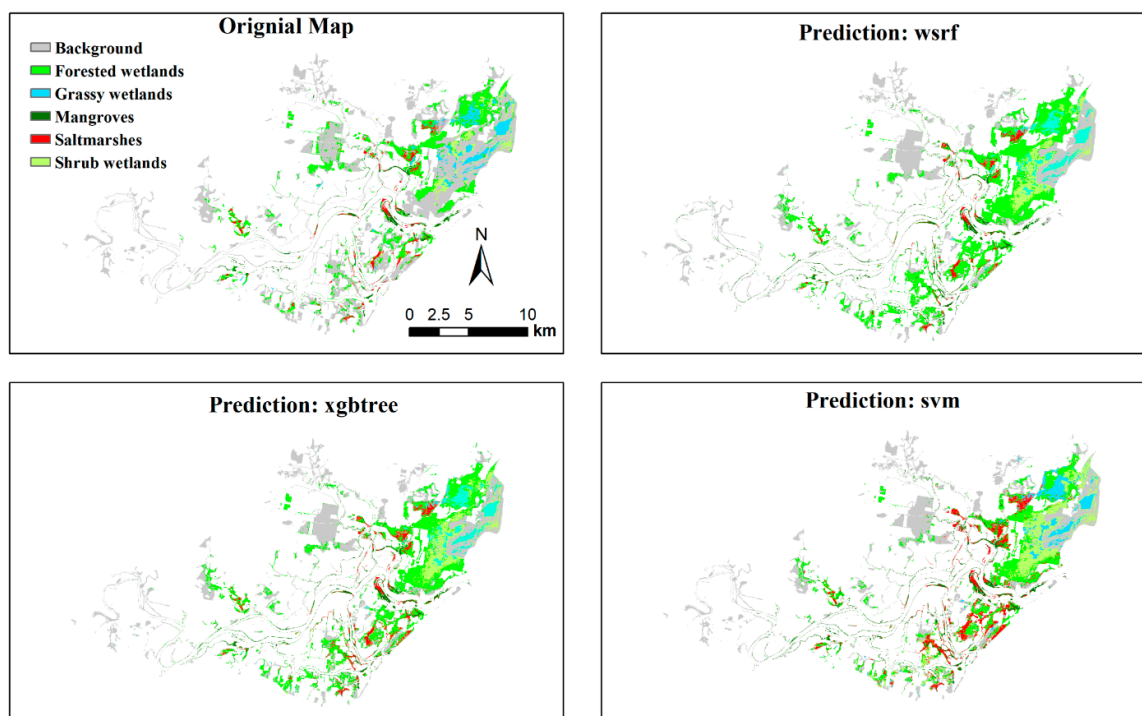 Orignial Map
Background
Forested wetlands
Grassy wetlands
Mangroves
Saltmarshes
Shrub wetlands
N
0 2.5 5 10
km
Prediction: wsrf
Prediction: xgbtree
Prediction: svm